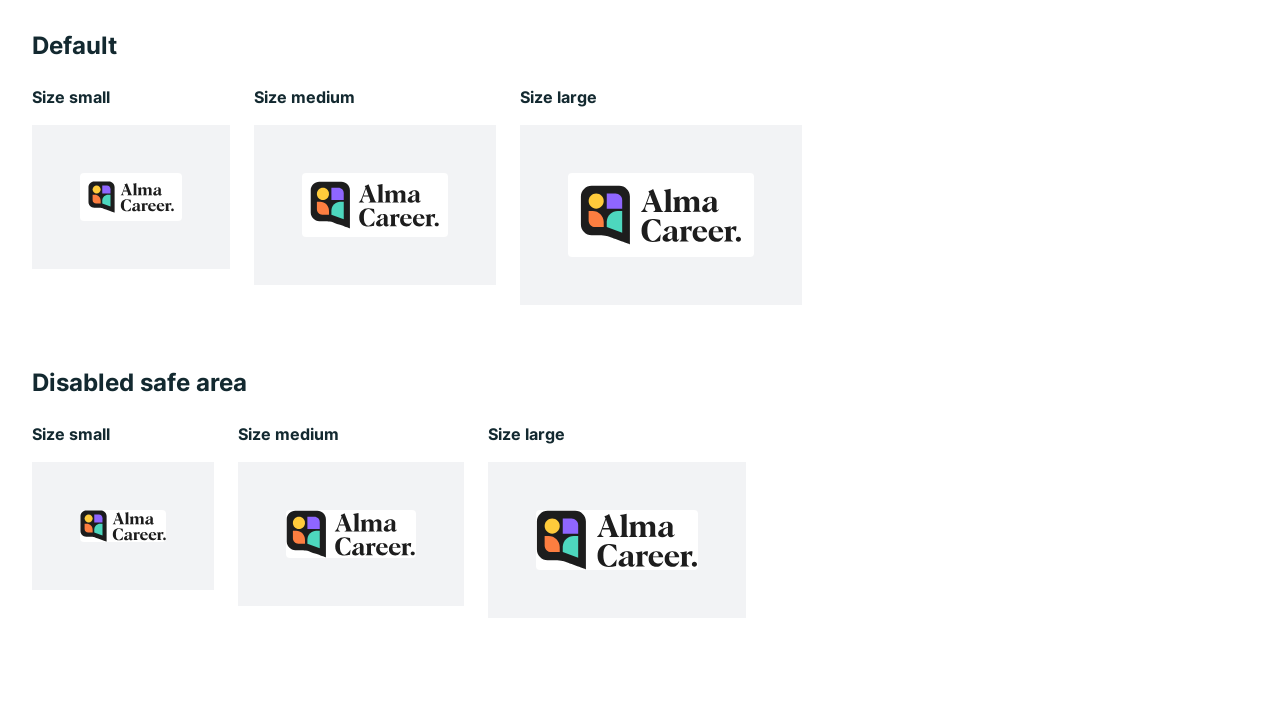 Default
Size small
Size medium
Size large
Alma
Career.
Alma
Career.
Alma
Career.
Disabled safe area
Size small
Size medium
Size large
Alma
Career.
Alma
Career.
Alma
Career.